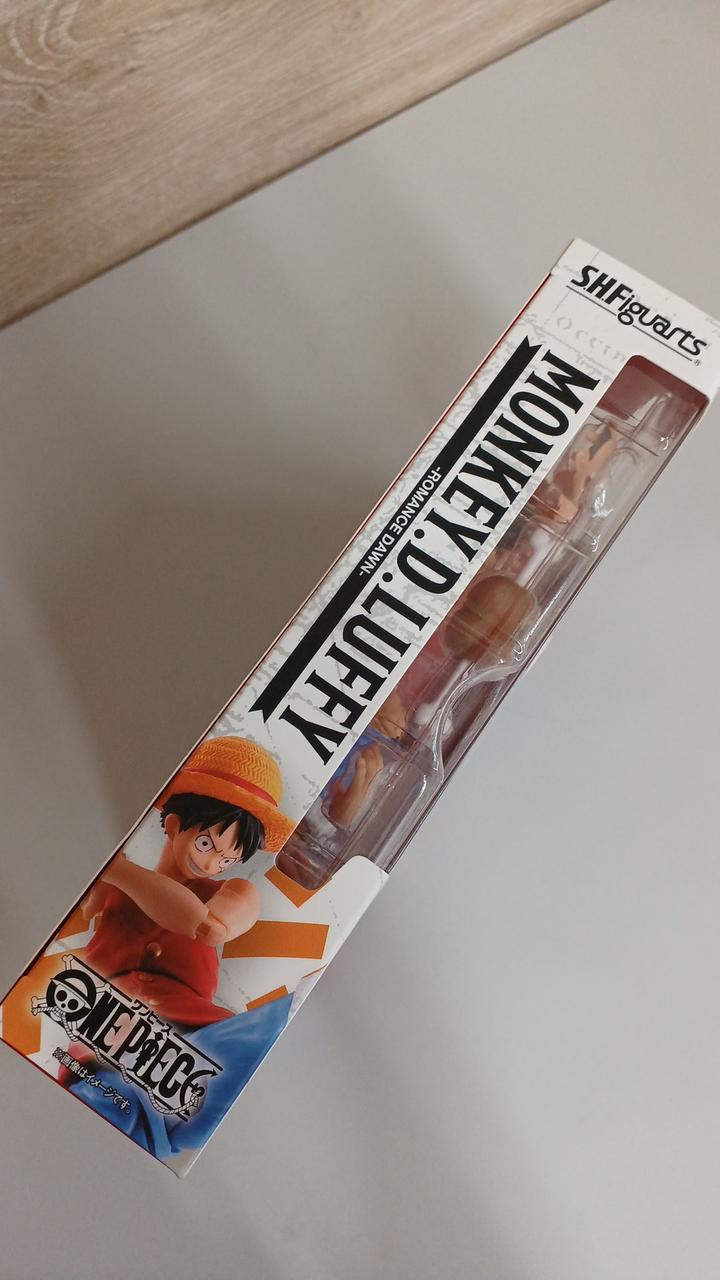 S.H.Figuarts®
OCCID
MONKEY.D.LUFFY
-ROMANCE DAWN-
ワンピース
ONE PIECE
※画像はイメージです。